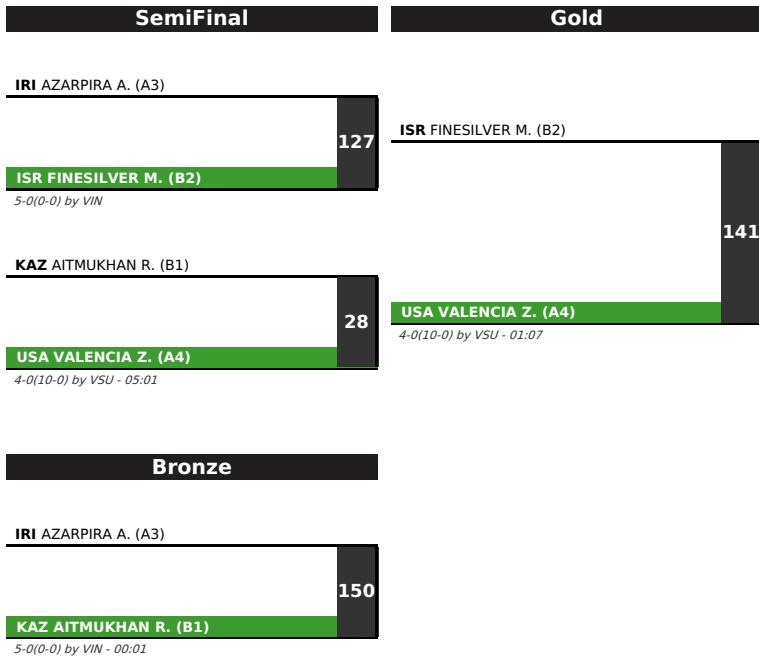 SemiFinal
IRI AZARPIRA A. (A3)
127
ISR FINESILVER M. (B2)
5-0(0-0) by VIN
KAZ AITMUKHAN R. (B1)
28
USA VALENCIA Z. (A4)
4-0(10-0) by VSU - 05:01
Gold
ISR FINESILVER M. (B2)
141
USA VALENCIA Z. (A4)
4-0(10-0) by VSU - 01:07
Bronze
IRI AZARPIRA A. (A3)
150
KAZ AITMUKHAN R. (B1)
5-0(0-0) by VIN - 00:01